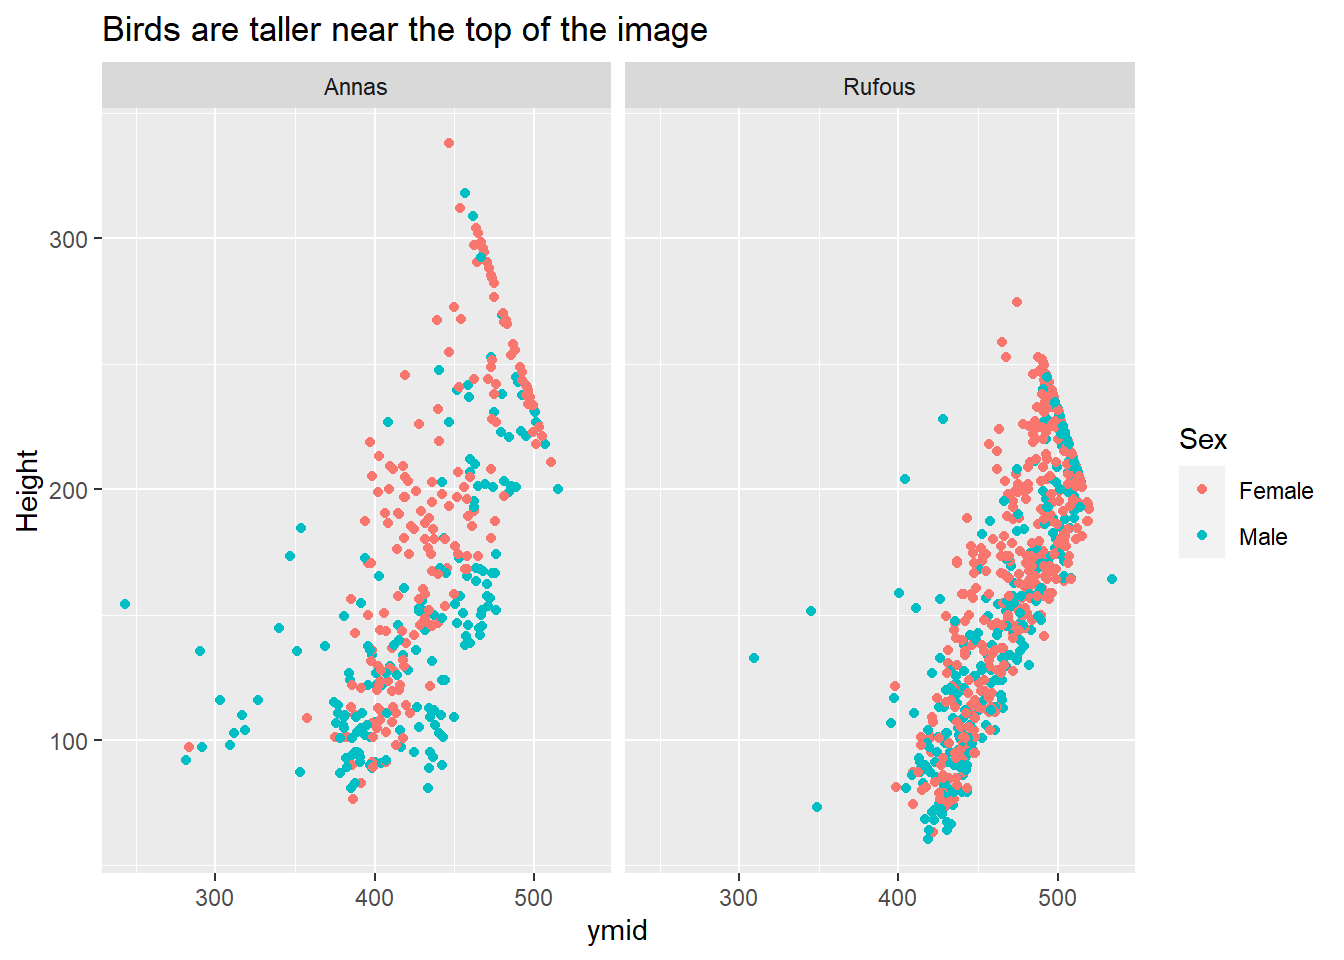 Birds are taller near the top of the image
Annas
Rufous
300
200
100
Height
300
400
500
300
400
500
ymid
Sex
Female
Male